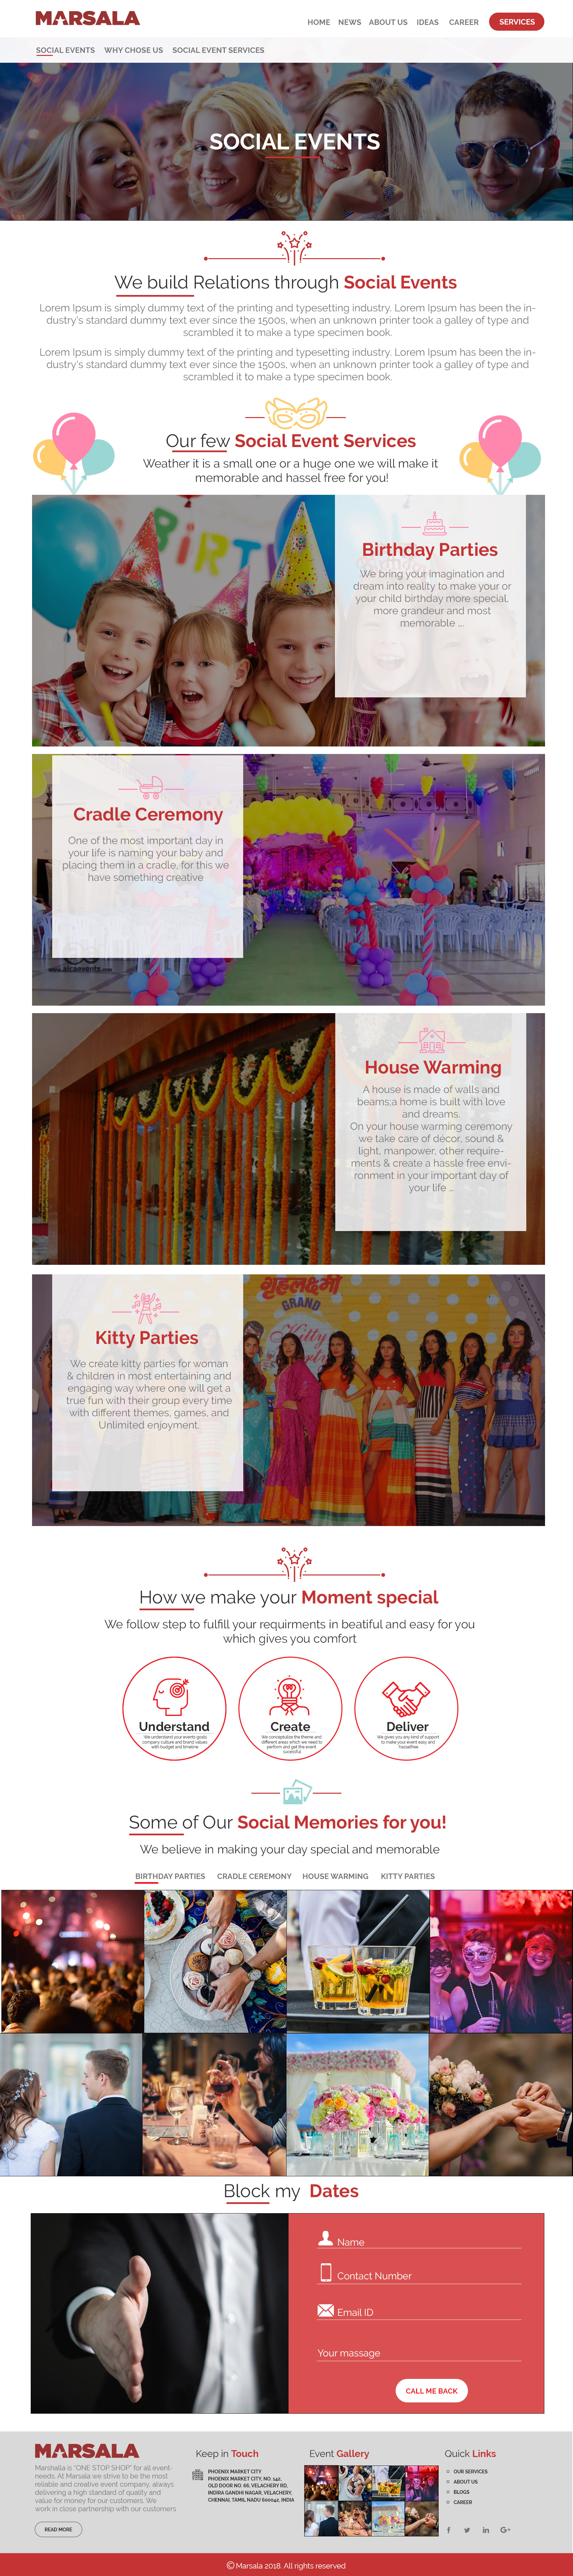 MARSALA
HOME NEWS ABOUT US IDEAS CAREER SERVICES
SOCIAL EVENTS WHY CHOSE US SOCIAL EVENT SERVICES
SOCIAL EVENTS
We build Relations through Social Events
Lorem Ipsum is simply dummy text of the printing and typesetting industry. Lorem Ipsum has been the in-
dustry's standard dummy text ever since the 1500s, when an unknown printer took a galley of type and
scrambled it to make a type specimen book.
Lorem Ipsum is simply dummy text of the printing and typesetting industry. Lorem Ipsum has been the in-
dustry's standard dummy text ever since the 1500s, when an unknown printer took a galley of type and
scrambled it to make a type specimen book.
Our few Social Event Services
Weather it is a small one or a huge one we will make it
memorable and hassel free for you!
BIRT
Birthday Parties
We bring your imagination and
dream into reality to make your or
your child birthday more special,
more grandeur and most
memorable ...
Cradle Ceremony
One of the most important day in
your life is naming your baby and
placing them in a cradle, for this we
have something creative
House Warming
A house is made of walls and
beams;a home is built with love
and dreams.
On your house warming ceremony
we take care of décor, sound &
light, manpower, other require-
ments & create a hassle free envi-
ronment in your important day of
your life ...
Kitty Parties
We create kitty parties for woman
& children in most entertaining and
engaging way where one will get a
true fun with their group every time
with different themes, games, and
Unlimited enjoyment.
गृहलक्ष्मी
GRAND
Kitty
How we make your Moment special
We follow step to fulfill your requirments in beatiful and easy for you
which gives you comfort
Understand
We understand your events goals
company culture and brand values
with budget and timeline
Create
We conceptulize the theme and
different areas which we need to
perform and get the event
sucessful
Deliver
We gives you any kind of support
to make your event easy and
hasselfree
Some of Our Social Memories for you!
We believe in making your day special and memorable
BIRTHDAY PARTIES CRADLE CEREMONY HOUSE WARMING KITTY PARTIES
Block my Dates
Name
Contact Number
Email ID
Your massage
CALL ME BACK
MARSALA
Marshalla is "ONE STOP SHOP" for all event-
needs. At Marsala we strive to be the most
reliable and creative event company, always
delivering a high standard of quality and
value for money for our customers. We
work in close partnership with our customers
READ MORE
Keep in Touch
PHOENIX MARKET CITY
PHOENIX MARKET CITY, NO. 142,
OLD DOOR NO. 66, VELACHERY RD,
INDIRA GANDHI NAGAR, VELACHERY,
CHENNAI, TAMIL NADU 600042, INDIA
Event Gallery
Quick Links
OUR SERVICES
ABOUT US
BLOGS
CAREER
f in G+
© Marsala 2018. All rights reserved